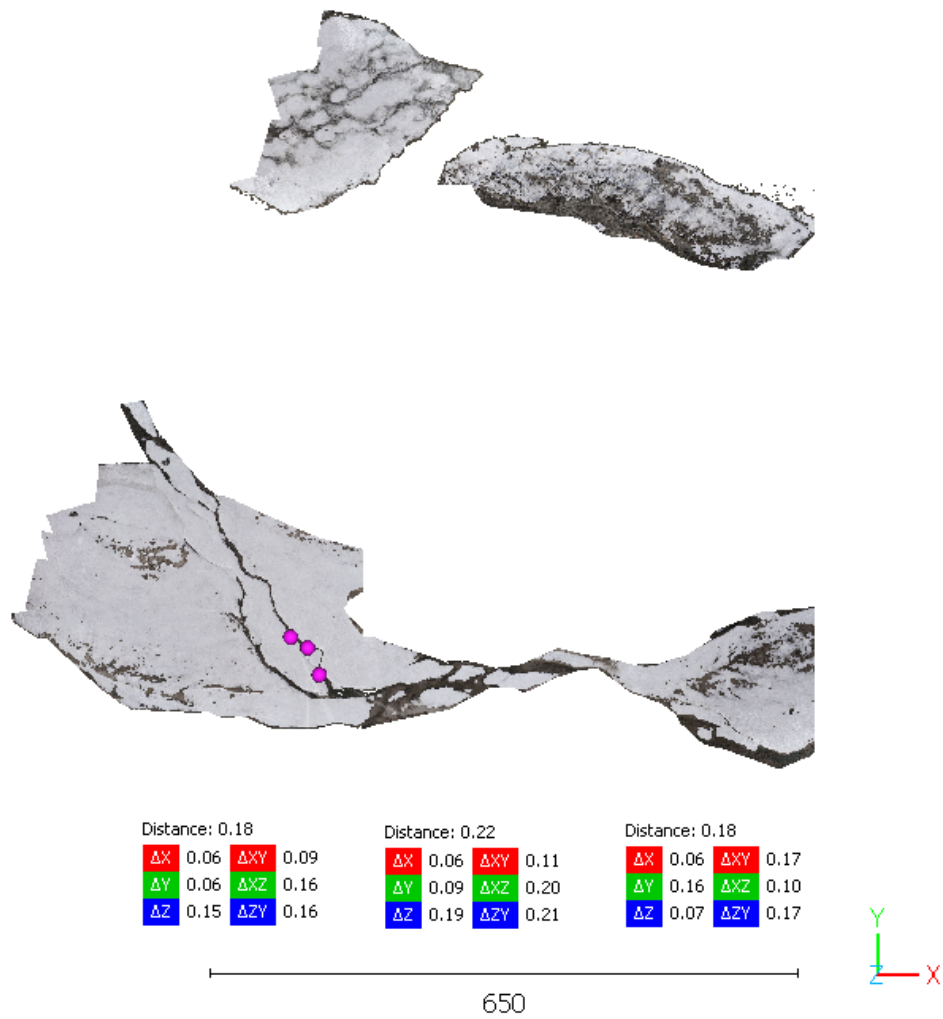 Distance: 0.18
ΔX 0.06 ΔXY 0.09
ΔY 0.06 ΔXZ 0.16
ΔZ 0.15 ΔZY 0.16
Distance: 0.22
ΔX 0.06 ΔXY 0.11
ΔY 0.09 ΔXZ 0.20
ΔZ 0.19 ΔZY 0.21
Distance: 0.18
ΔX 0.06 ΔXY 0.17
ΔY 0.16 ΔXZ 0.10
ΔZ 0.07 ΔZY 0.17
Y
Z X
650